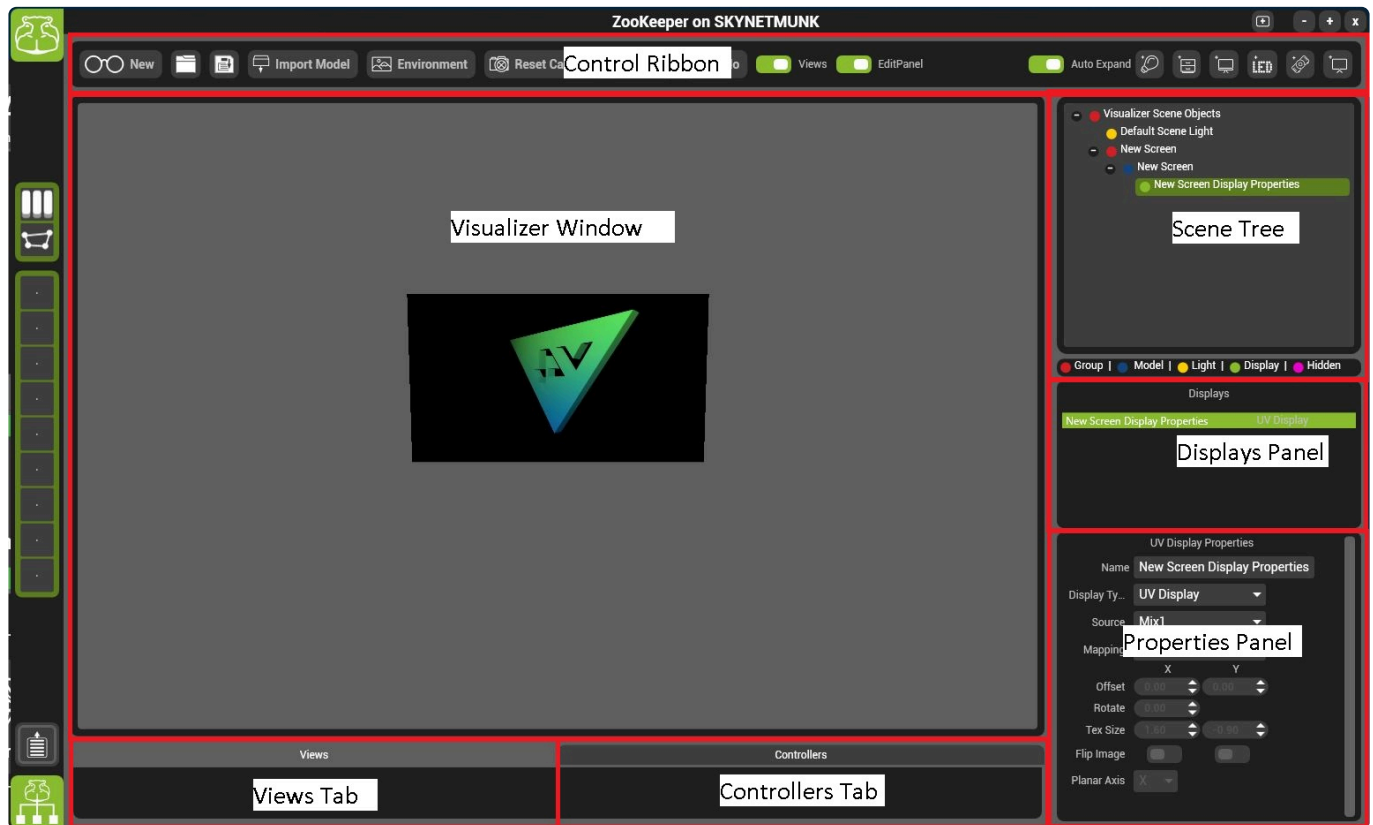 ZooKeeper on SKYNETMUNK
New
Import Model
Environment
Reset Ca
Control Ribbon
Views
EditPanel
Auto Expand
LED
Visualizer Scene Objects
Default Scene Light
New Screen
New Screen
New Screen Display Properties
Visualizer Window
Scene Tree
AV
Group | Model | Light | Display | Hidden
Displays
New Screen Display Properties UV Display
Displays Panel
UV Display Properties
Name New Screen Display Properties
Display Ty... UV Display
Source Mix1
Mapping
Properties Panel
X Y
Offset 0.00 0.00
Rotate 0.00
Tex Size 1.60 -0.90
Flip Image
Planar Axis X
Views
Controllers
Views Tab
Controllers Tab